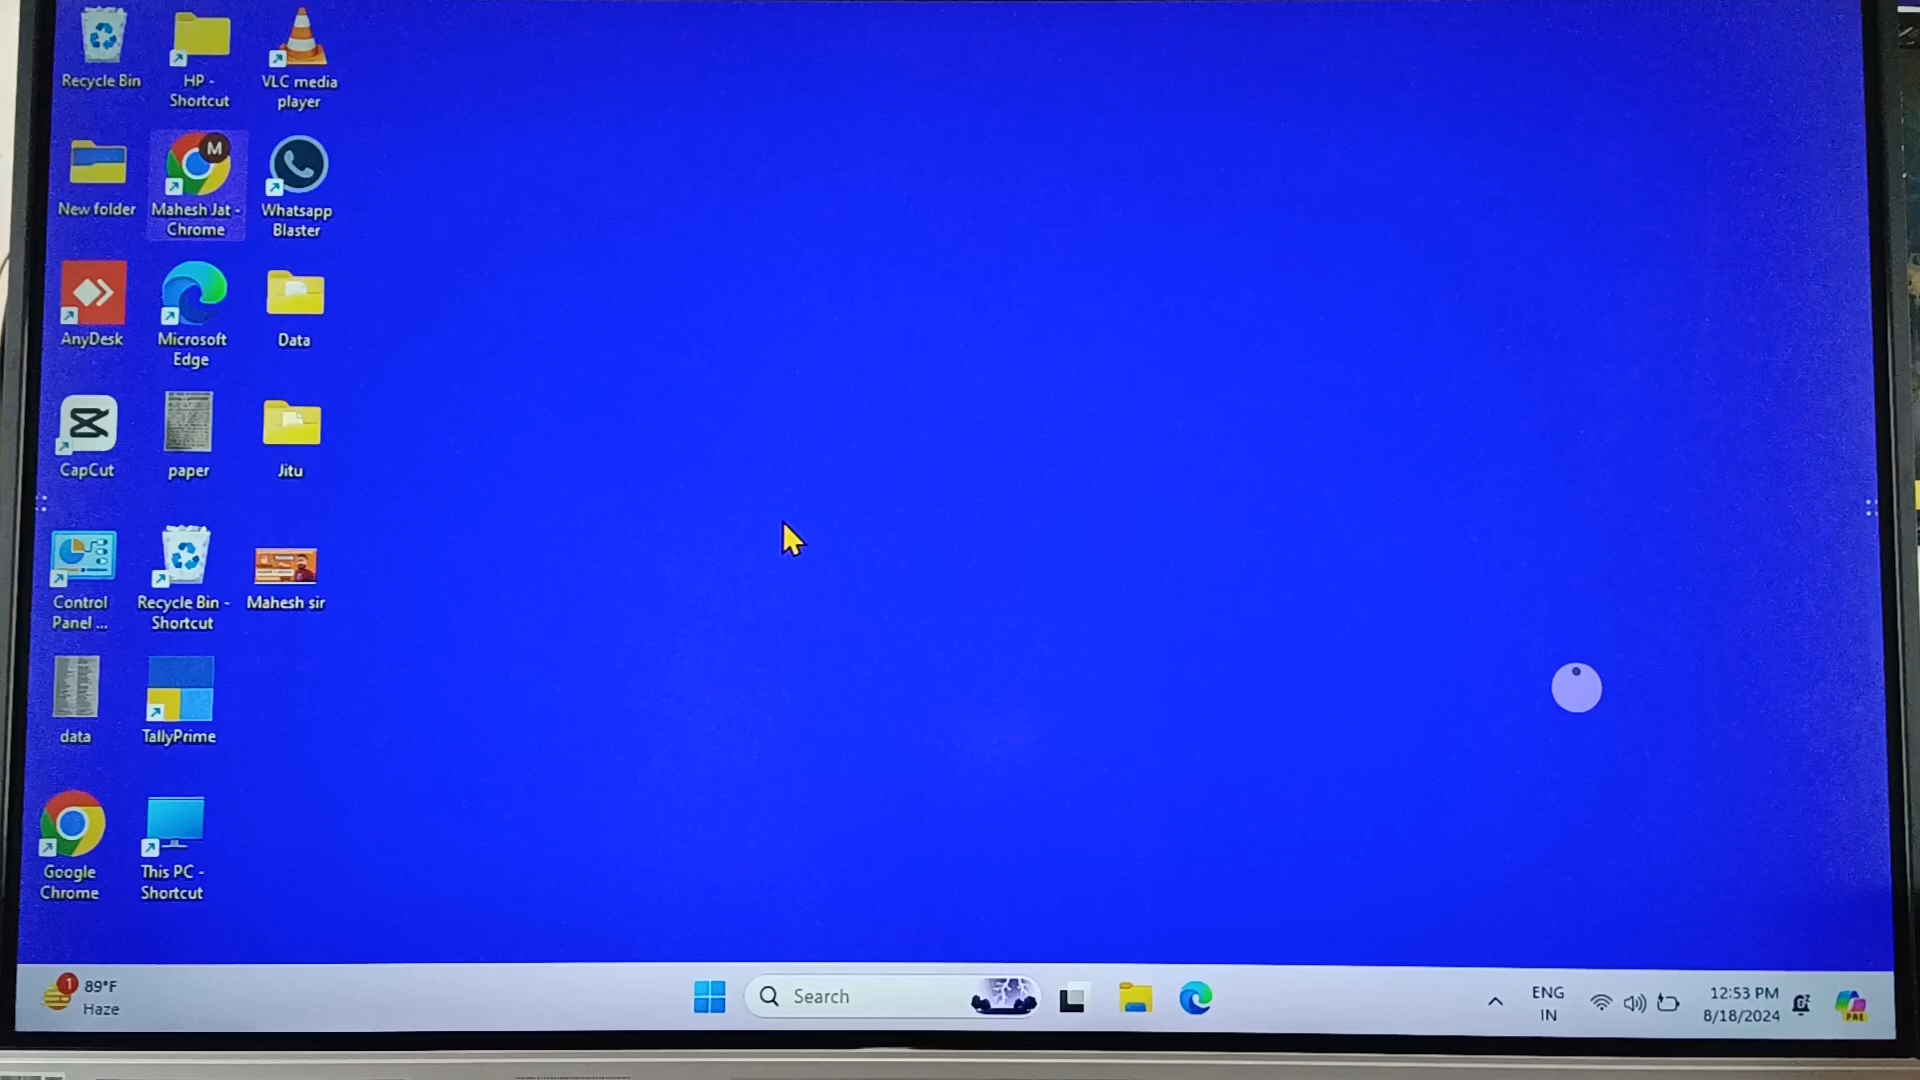 Recycle Bin
HP -
Shortcut
VLC media
player
New folder
M
Mahesh Jat -
Chrome
Whatsapp
Blaster
AnyDesk
Microsoft
Edge
Data
CapCut
paper
Jitu
Control
Panel ...
Recycle Bin -
Shortcut
Mahesh sir
data
TallyPrime
Google
Chrome
This PC -
Shortcut
1
89°F
Haze
Search
ENG
IN
12:53 PM
8/18/2024
PRE